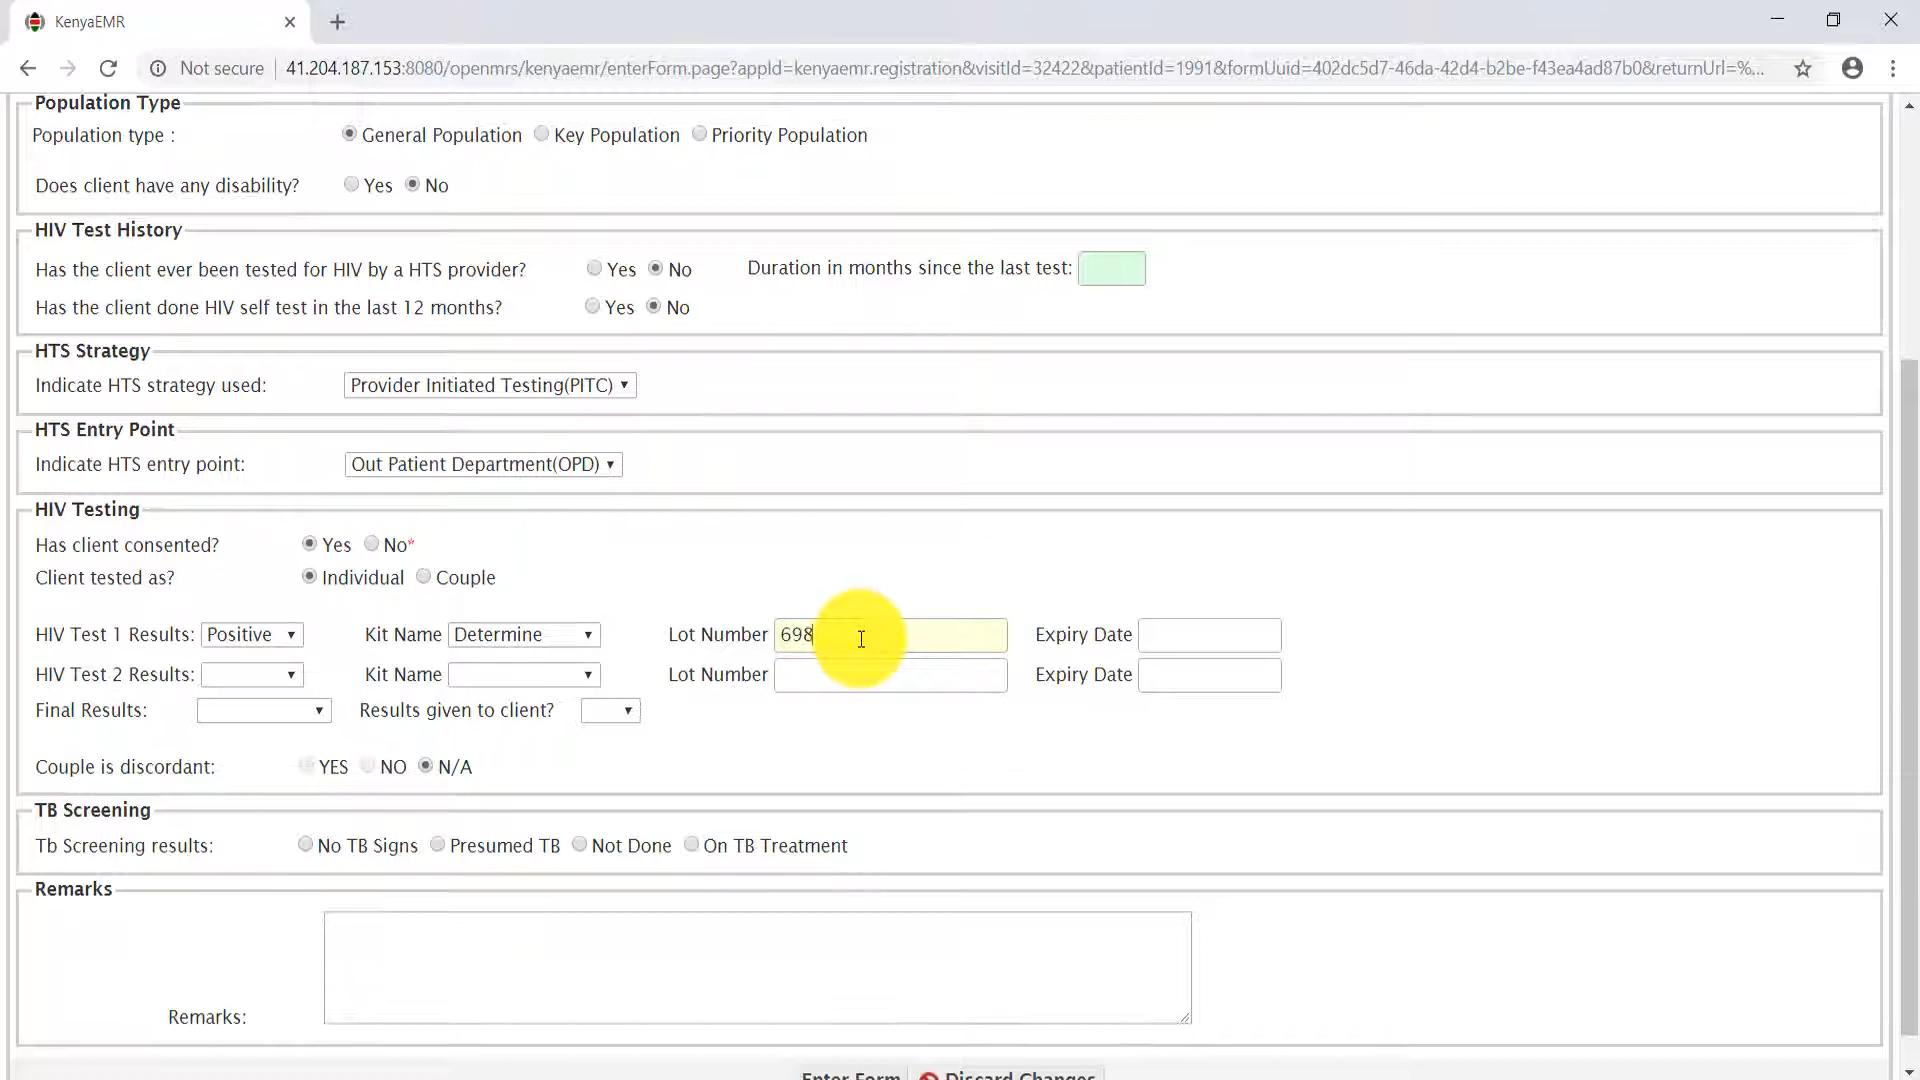 KenyaEMR
Not secure 41.204.187.153:8080/openmrs/kenyaemr/enterForm.page?appId=kenyaemr.registration&visitId=32422&patientId=1991&formUuid=402dc5d7-46da-42d4-b2be-f43ea4ad87b0&returnUrl=%...
Population Type
Population type : General Population Key Population Priority Population
Does client have any disability? Yes No
HIV Test History
Has the client ever been tested for HIV by a HTS provider? Yes No Duration in months since the last test:
Has the client done HIV self test in the last 12 months? Yes No
HTS Strategy
Indicate HTS strategy used: Provider Initiated Testing(PITC)
HTS Entry Point
Indicate HTS entry point: Out Patient Department(OPD)
HIV Testing
Has client consented? Yes No*
Client tested as? Individual Couple
HIV Test 1 Results: Positive Kit Name Determine Lot Number 698 Expiry Date
HIV Test 2 Results: Kit Name Lot Number Expiry Date
Final Results: Results given to client?
Couple is discordant: YES NO N/A
TB Screening
Tb Screening results: No TB Signs Presumed TB Not Done On TB Treatment
Remarks
Remarks:
Enter Form Discard Changes